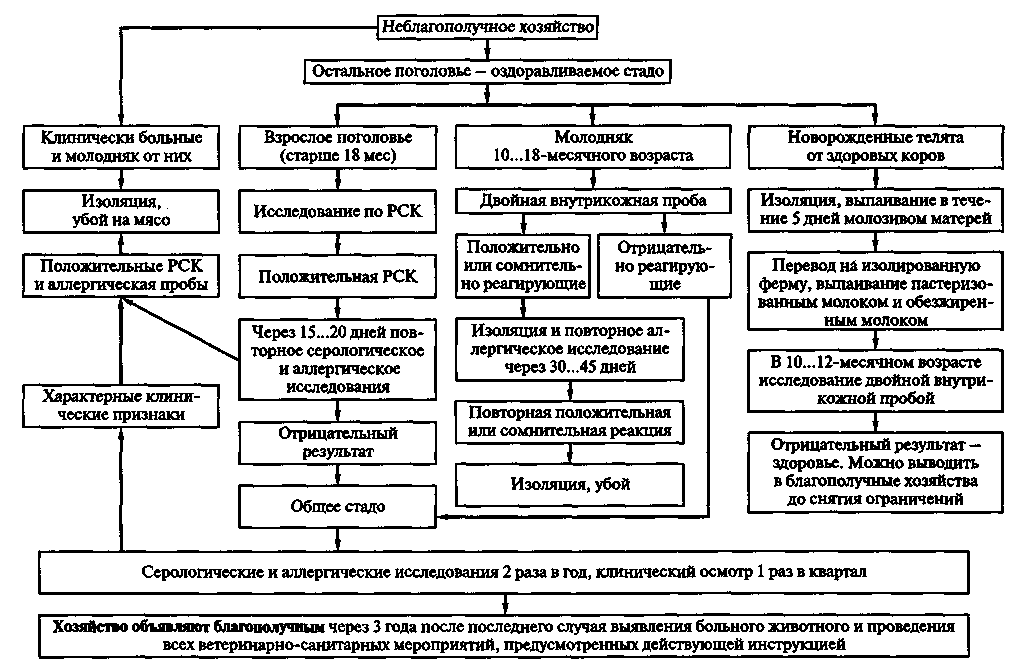 Неблагополучное хозяйство
Остальное поголовье – оздоравливаемое стадо
Клинически больные
и молодняк от них
Изоляция,
убой на мясо
Положительные РСК
и аллергическая пробы
Характерные клини-
ческие признаки
Взрослое поголовье
(старше 18 мес)
Исследование по РСК
Положительная РСК
Через 15...20 дней пов-
торное серологическое
и аллергическое
исследования
Отрицательный
результат
Общее стадо
Молодняк
10...18-месячного возраста
Двойная внутрикожная проба
Положительно
или сомнитель-
но реагирующие
Отрицатель-
но реагирую-
щие
Изоляция и повторное ал-
лергическое исследование
через 30...45 дней
Повторная положительная
или сомнительная реакция
Изоляция, убой
Новорожденные телята
от здоровых коров
Изоляция, выпаивание в тече-
ние 5 дней молозивом матерей
Перевод на изолированную
ферму, выпаивание пастеризо-
ванным молоком и обезжирен-
ным молоком
В 10...12-месячном возрасте
исследование двойной внутри-
кожной пробой
Отрицательный результат –
здоровье. Можно выводить
в благополучные хозяйства
до снятия ограничений
Серологические и аллергические исследования 2 раза в год, клинический осмотр 1 раз в квартал
Хозяйство объявляют благополучным через 3 года после последнего случая выявления больного животного и проведения
всех ветеринарно-санитарных мероприятий, предусмотренных действующей инструкцией